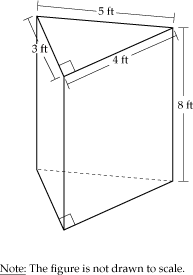 5 ft
3 ft
4 ft
8 ft
Note: The figure is not drawn to scale.